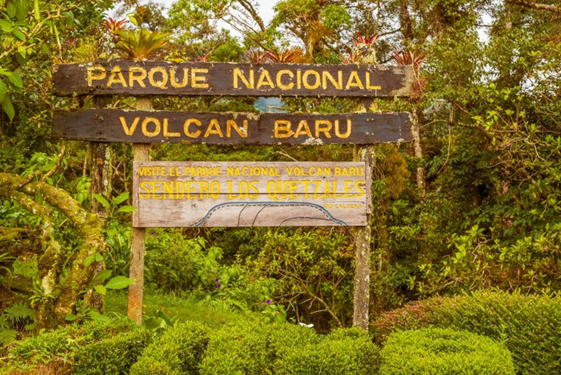 PARQUE NACIONAL
VOLCAN BARU
VISITE EL PARQUE NACIONAL VOLCAN BARU
SENDERO LOS QUETZALES